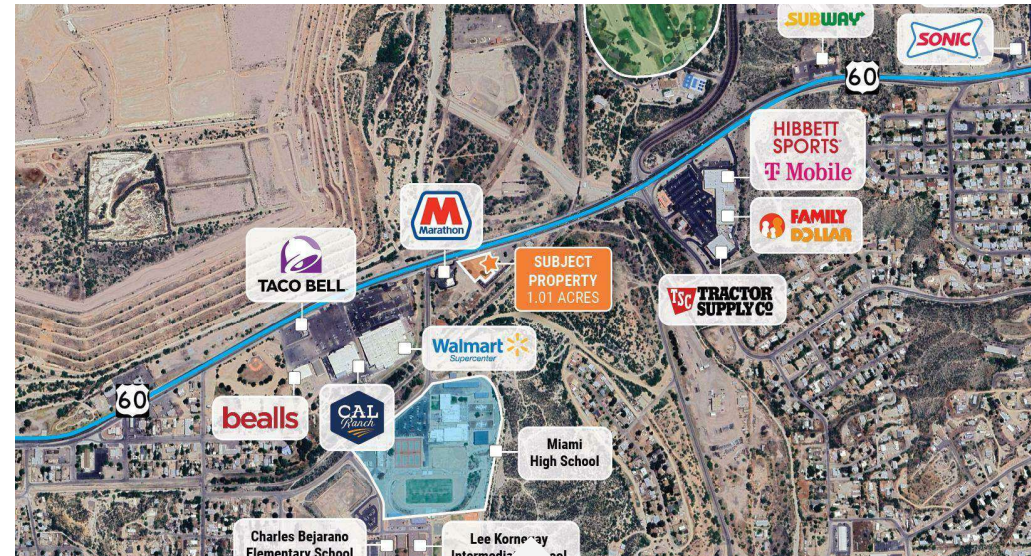 SUBWAY
SONIC
60
HIBBETT
SPORTS
T Mobile
M
Marathon
FAMILY
DOLLAR
TACO BELL
SUBJECT
PROPERTY
1.01 ACRES
TSC TRACTOR
SUPPLY CO
Walmart
Supercenter
60
bealls
CAL
Ranch
Miami
High School
Charles Bejarano
Elementary School
Lee Kornegay